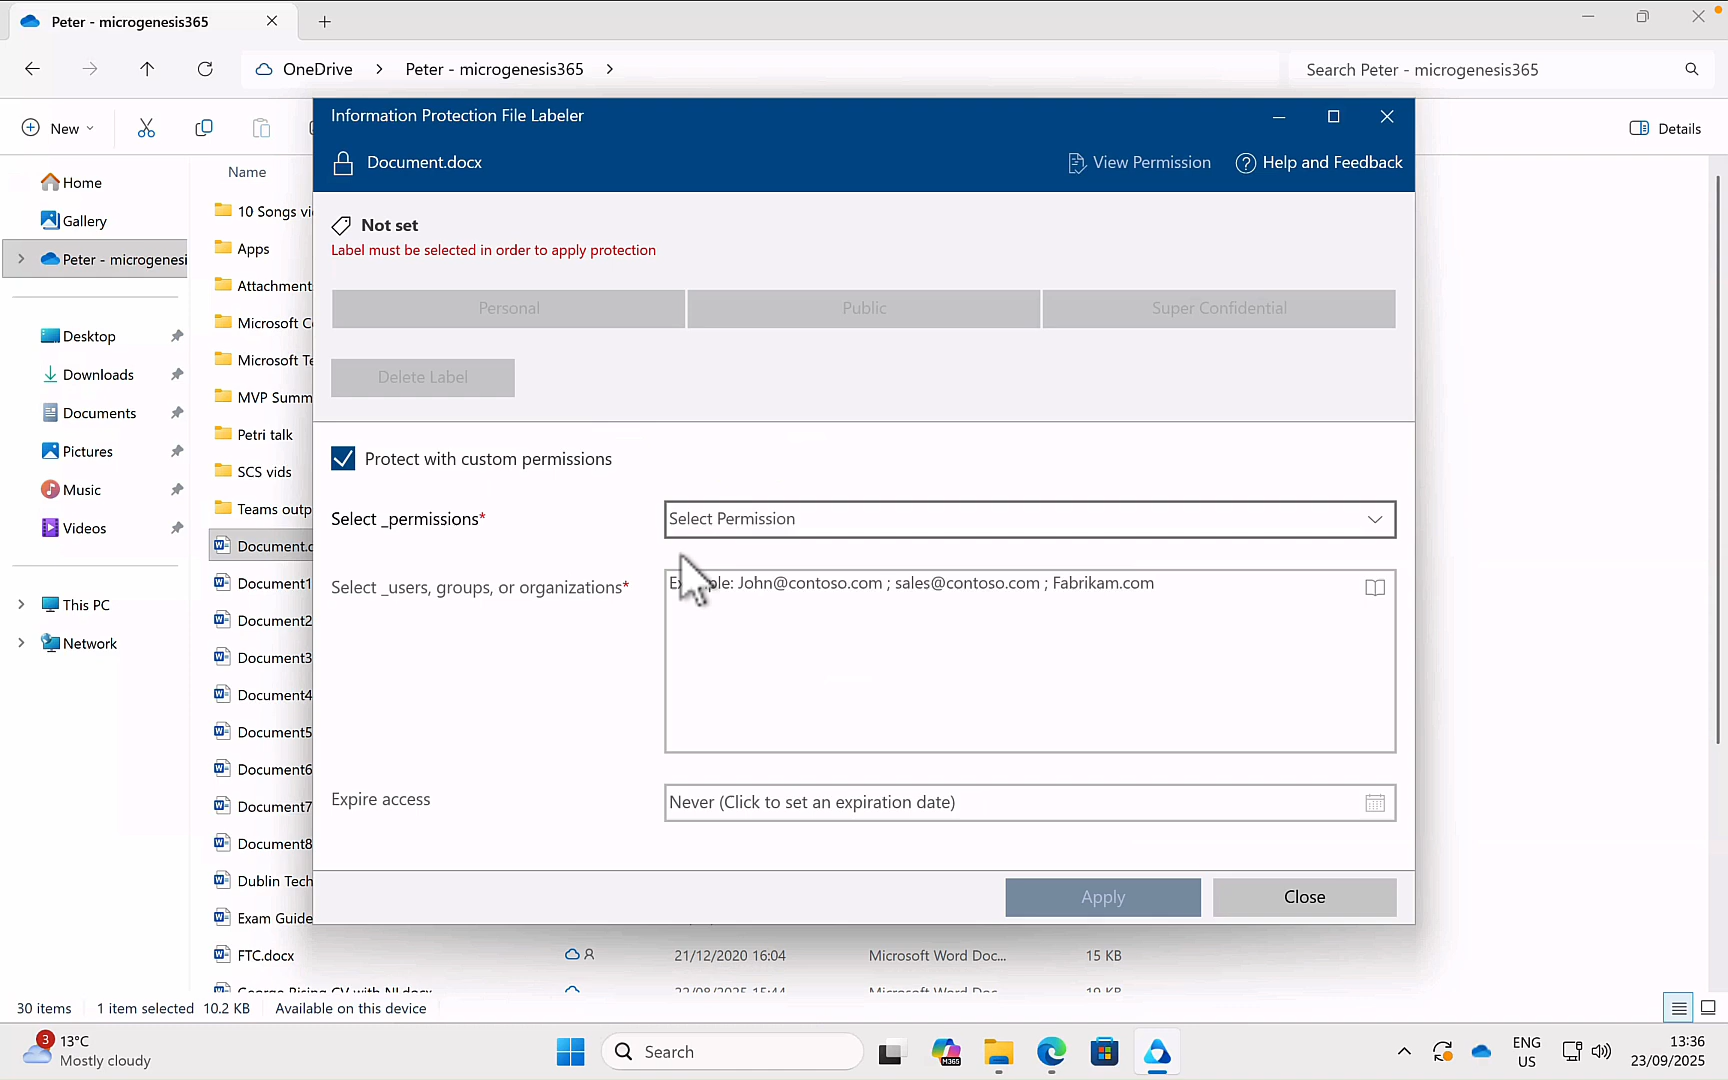 Peter - microgenesis365
OneDrive > Peter - microgenesis365 >
Search Peter - microgenesis365
New
Details
Information Protection File Labeler
Document.docx
View Permission
Help and Feedback
Not set
Label must be selected in order to apply protection
Personal
Public
Super Confidential
Delete Label
Protect with custom permissions
Select _permissions*
Select Permission
Select _users, groups, or organizations*
John@contoso.com ; sales@contoso.com ; Fabrikam.com
Expire access
Never (Click to set an expiration date)
Apply
Close
Home
Gallery
Peter - microgenesi
Desktop
Downloads
Documents
Pictures
Music
Videos
This PC
Network
Name
10 Songs vi
Apps
Attachment
Microsoft C
Microsoft Te
MVP Summ
Petri talk
SCS vids
Teams outp
Document.d
Document1
Document2
Document3
Document4
Document5
Document6
Document7
Document8
Dublin Tech
Exam Guide
FTC.docx
21/12/2020 16:04
Microsoft Word Doc...
15 KB
30 items
1 item selected 10.2 KB
Available on this device
3
13°C
Mostly cloudy
Search
M365
ENG
US
13:36
23/09/2025